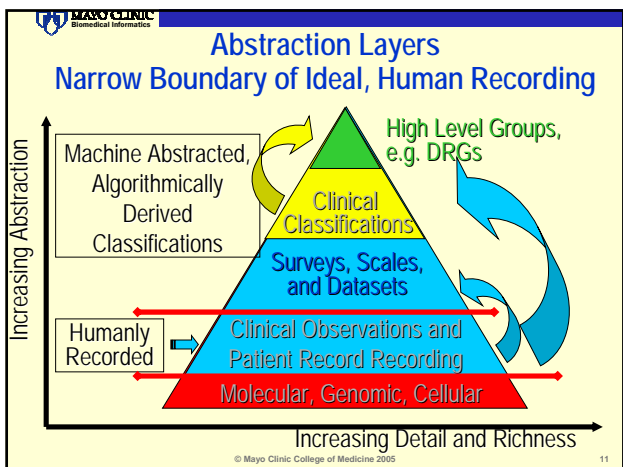 MAYO CLINIC
Biomedical Informatics
Abstraction Layers
Narrow Boundary of Ideal, Human Recording
Increasing Abstraction
Machine Abstracted,
Algorithmically
Derived
Classifications
High Level Groups,
e.g. DRGs
Clinical
Classifications
Surveys, Scales,
and Datasets
Humanly
Recorded
Clinical Observations and
Patient Record Recording
Molecular, Genomic, Cellular
Increasing Detail and Richness
© Mayo Clinic College of Medicine 2005
11